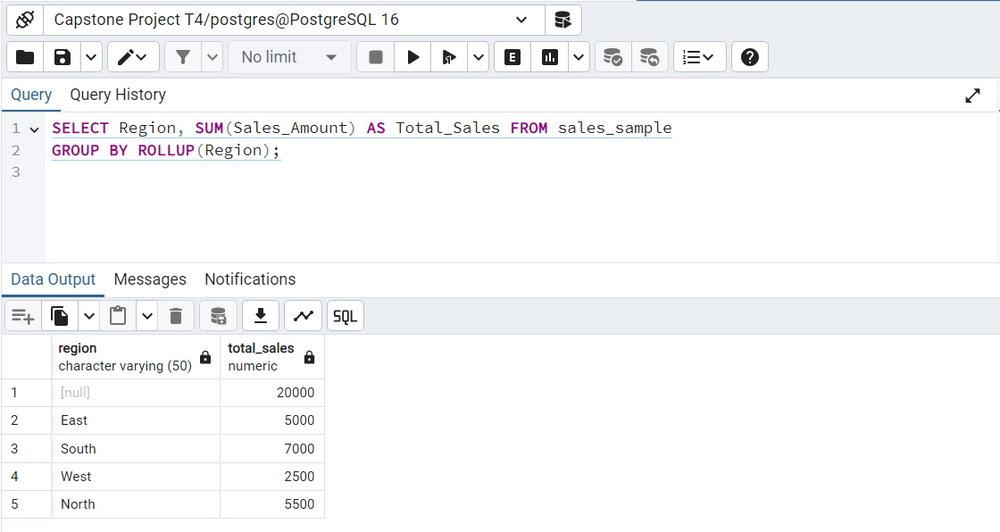 Capstone Project T4/postgres@PostgreSQL 16
No limit
E
Query Query History
1 SELECT Region, SUM(Sales_Amount) AS Total_Sales FROM sales_sample
2 GROUP BY ROLLUP(Region);
3
Data Output Messages Notifications
SQL
region total_sales
character varying (50) numeric
1 [null] 20000
2 East 5000
3 South 7000
4 West 2500
5 North 5500